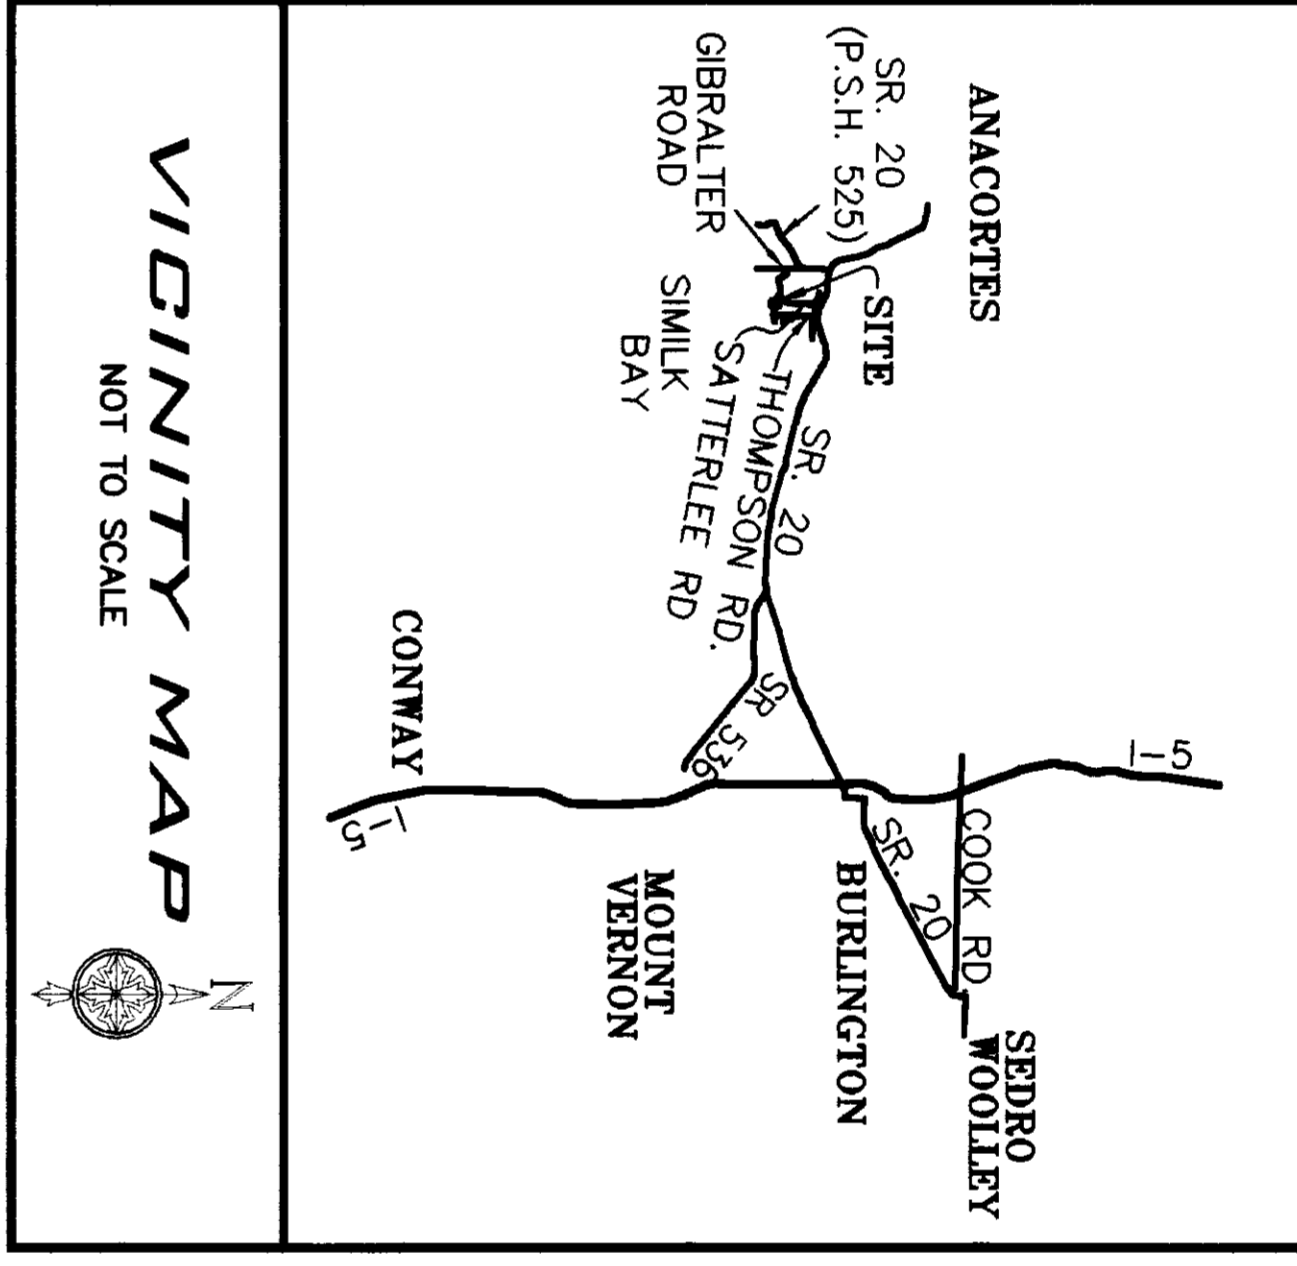 ANACORTES
SR. 20
(P.S.H. 525)
GIBRALTER
ROAD
SITE
SIMILK
BAY
SR. 20
THOMPSON RD.
SATTERLEE RD
SR 536
I-5
COOK RD
SR. 20
SEDRO
WOOLLEY
BURLINGTON
MOUNT
VERNON
CONWAY
I-5
VICINITY MAP
NOT TO SCALE
N